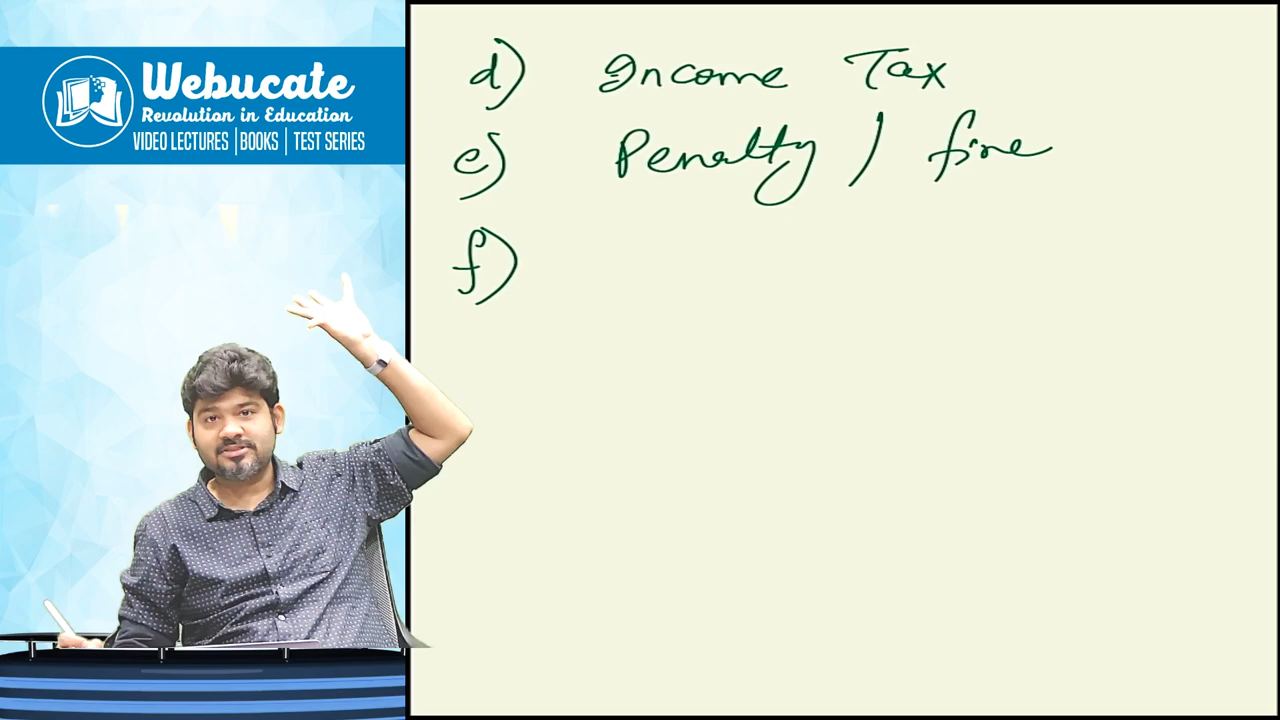 Webucate
Revolution in Education
VIDEO LECTURES | BOOKS | TEST SERIES
d) Income Tax
e) Penalty / fine
f)